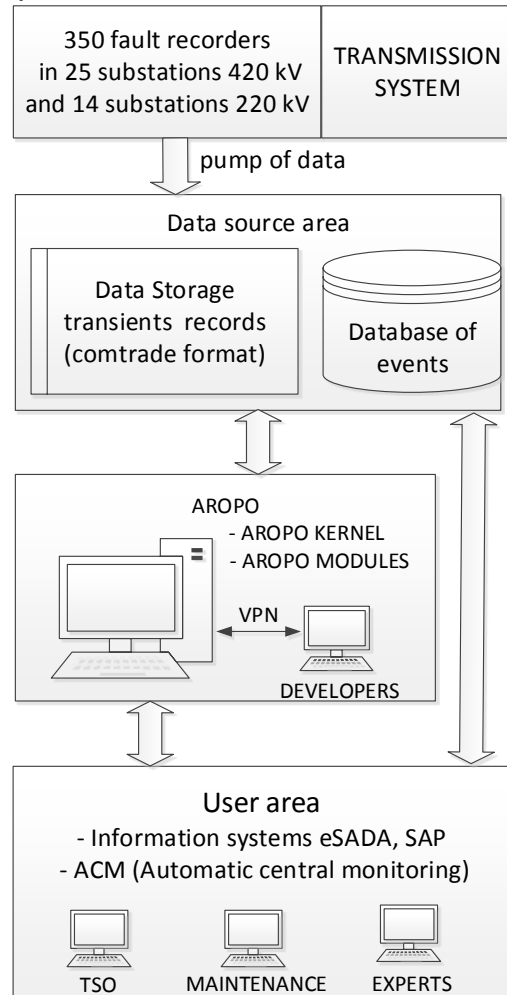 350 fault recorders
in 25 substations 420 kV
and 14 substations 220 kV
TRANSMISSION
SYSTEM
pump of data
Data source area
Data Storage
transients records
(comtrade format)
Database of
events
AROPO
- AROPO KERNEL
- AROPO MODULES
VPN
DEVELOPERS
User area
- Information systems eSADA, SAP
- ACM (Automatic central monitoring)
TSO
MAINTENANCE
EXPERTS